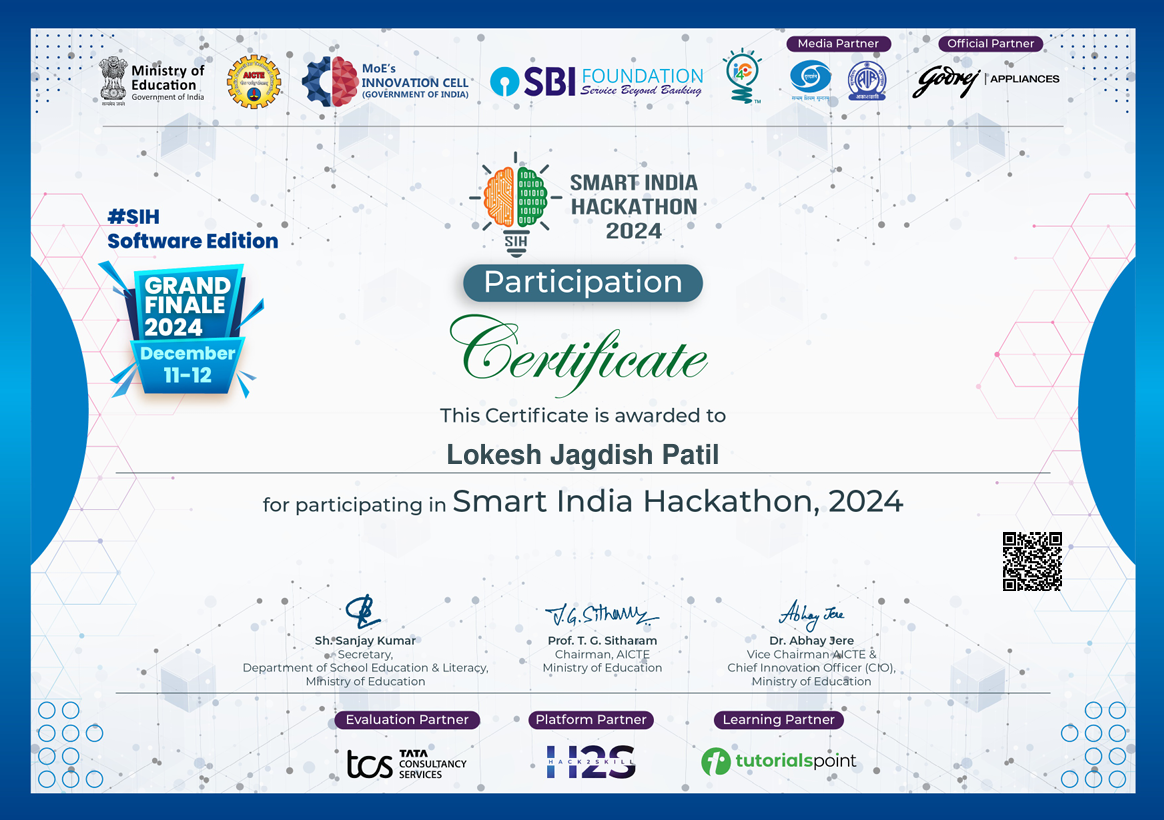 Media Partner
Official Partner
Ministry of
Education
Government of India
AICTE
MoE's
INNOVATION CELL
(GOVERNMENT OF INDIA)
SBI FOUNDATION
Service Beyond Banking
Godrej | APPLIANCES
SMART INDIA
HACKATHON
2024
SIH
#SIH
Software Edition
GRAND
FINALE
2024
December
11-12
Participation
Certificate
This Certificate is awarded to
Lokesh Jagdish Patil
for participating in Smart India Hackathon, 2024
T.G.Sitharam
Abhay Jere
Sh. Sanjay Kumar
Secretary,
Department of School Education & Literacy,
Ministry of Education
Prof. T. G. Sitharam
Chairman, AICTE
Ministry of Education
Dr. Abhay Jere
Vice Chairman AICTE &
Chief Innovation Officer (CIO),
Ministry of Education
Evaluation Partner
Platform Partner
Learning Partner
tcs TATA
CONSULTANCY
SERVICES
H2S
HACK2SKILL
tutorialspoint